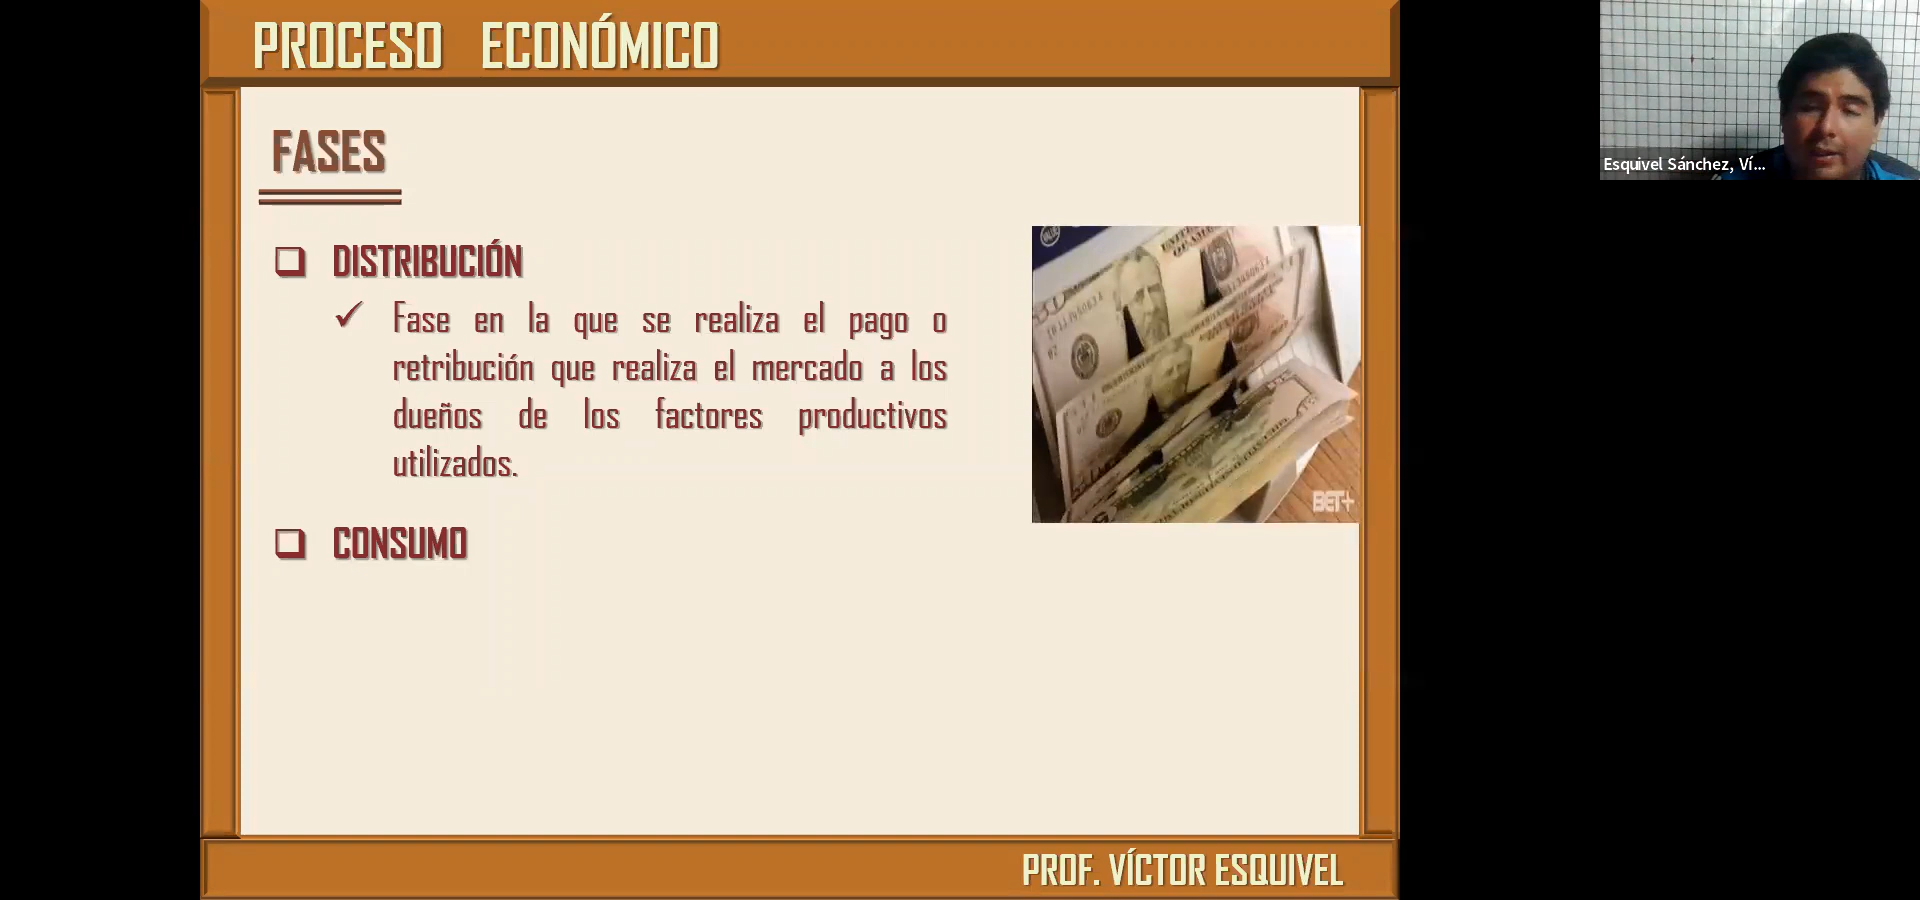 PROCESO ECONÓMICO
FASES
DISTRIBUCIÓN
Fase en la que se realiza el pago o
retribución que realiza el mercado a los
dueños de los factores productivos
utilizados.
CONSUMO
BET+
PROF. VÍCTOR ESQUIVEL
Esquivel Sánchez, Ví...